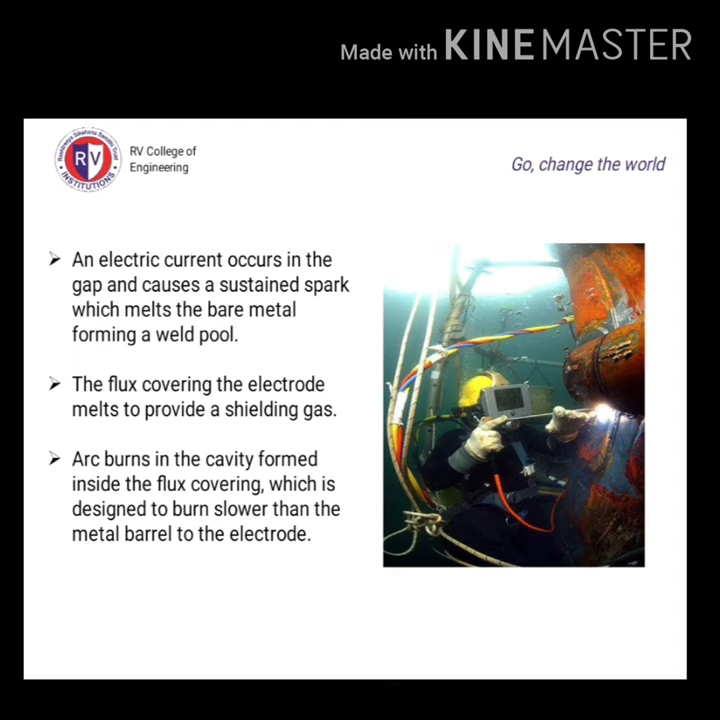 Made with KINEMASTER
RV College of
Engineering
Go, change the world
RV
INSTITUTIONS
➢ An electric current occurs in the
gap and causes a sustained spark
which melts the bare metal
forming a weld pool.
➢ The flux covering the electrode
melts to provide a shielding gas.
➢ Arc burns in the cavity formed
inside the flux covering, which is
designed to burn slower than the
metal barrel to the electrode.